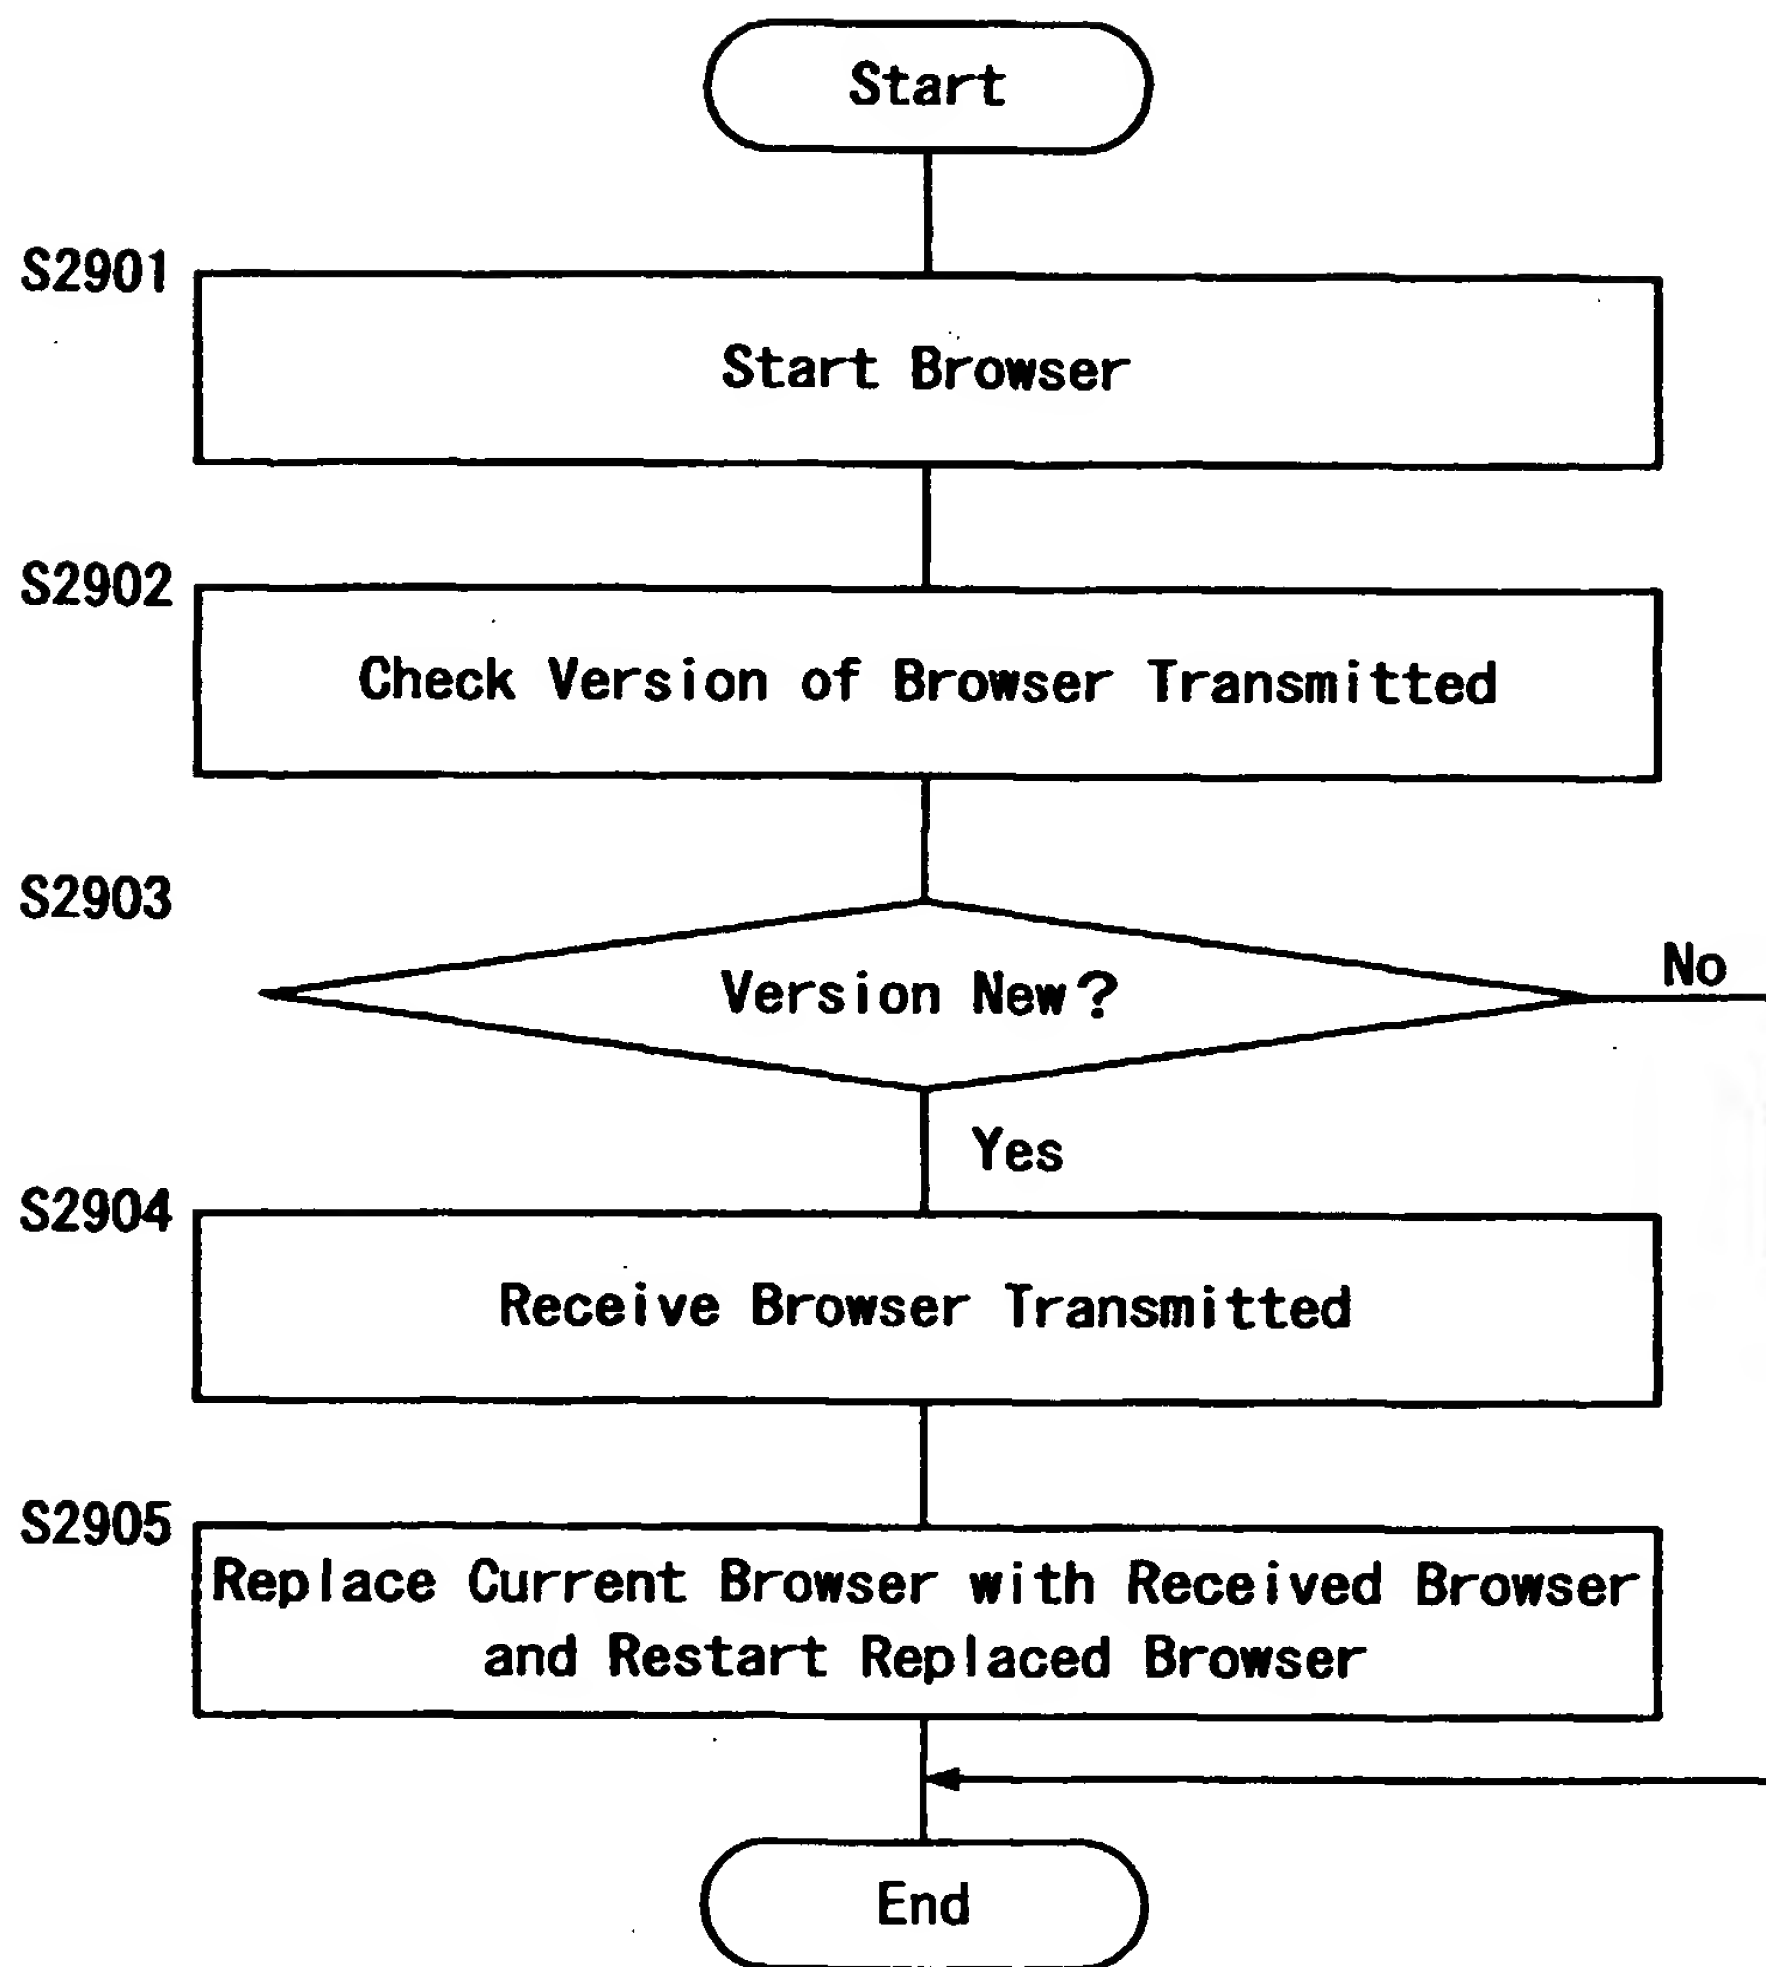 Start
S2901
Start Browser
S2902
Check Version of Browser Transmitted
S2903
Version New?
No
Yes
S2904
Receive Browser Transmitted
S2905
Replace Current Browser with Received Browser
and Restart Replaced Browser
End